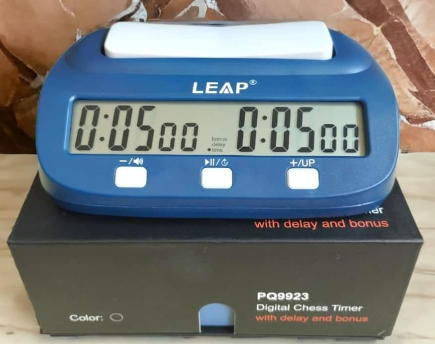 LEAP®
0:0500 0:0500
bonus
delay
time
−/🔊 ▶II/⏱ +/UP
with delay and bonus
PQ9923
Digital Chess Timer
Color: with delay and bonus